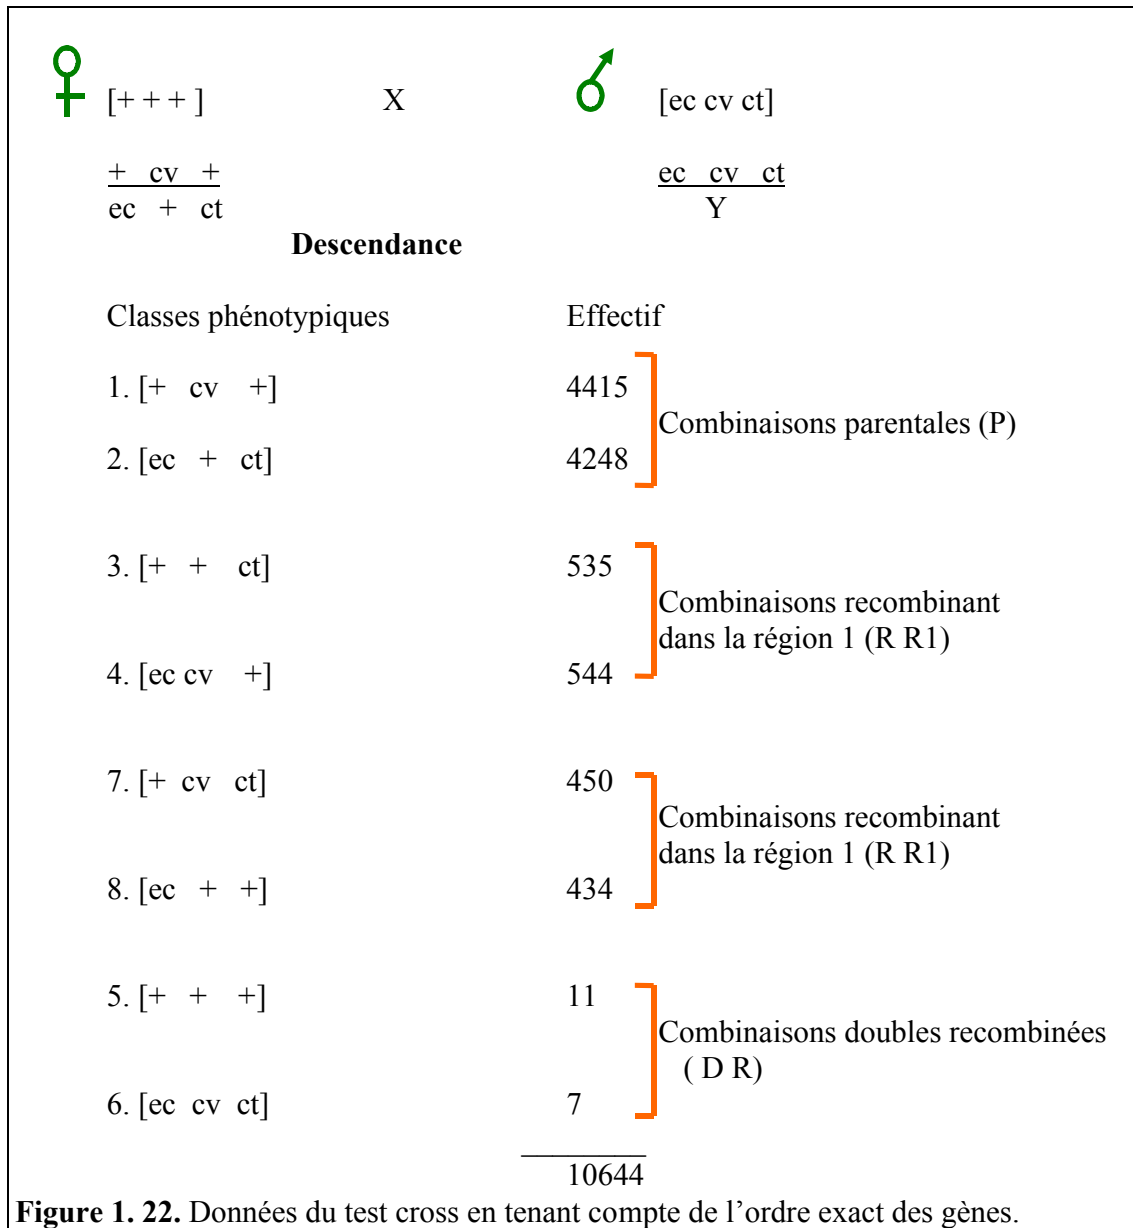 [+ + + ] X [ec cv ct]
+ cv + ec cv ct
ec + ct Y
Descendance
Classes phénotypiques Effectif
1. [+ cv +] 4415
Combinaisons parentales (P)
2. [ec + ct] 4248
3. [+ + ct] 535
Combinaisons recombinant
dans la région 1 (R R1)
4. [ec cv +] 544
7. [+ cv ct] 450
Combinaisons recombinant
dans la région 1 (R R1)
8. [ec + +] 434
5. [+ + +] 11
Combinaisons doubles recombinées
( D R)
6. [ec cv ct] 7
10644
Figure 1. 22. Données du test cross en tenant compte de l’ordre exact des gènes.